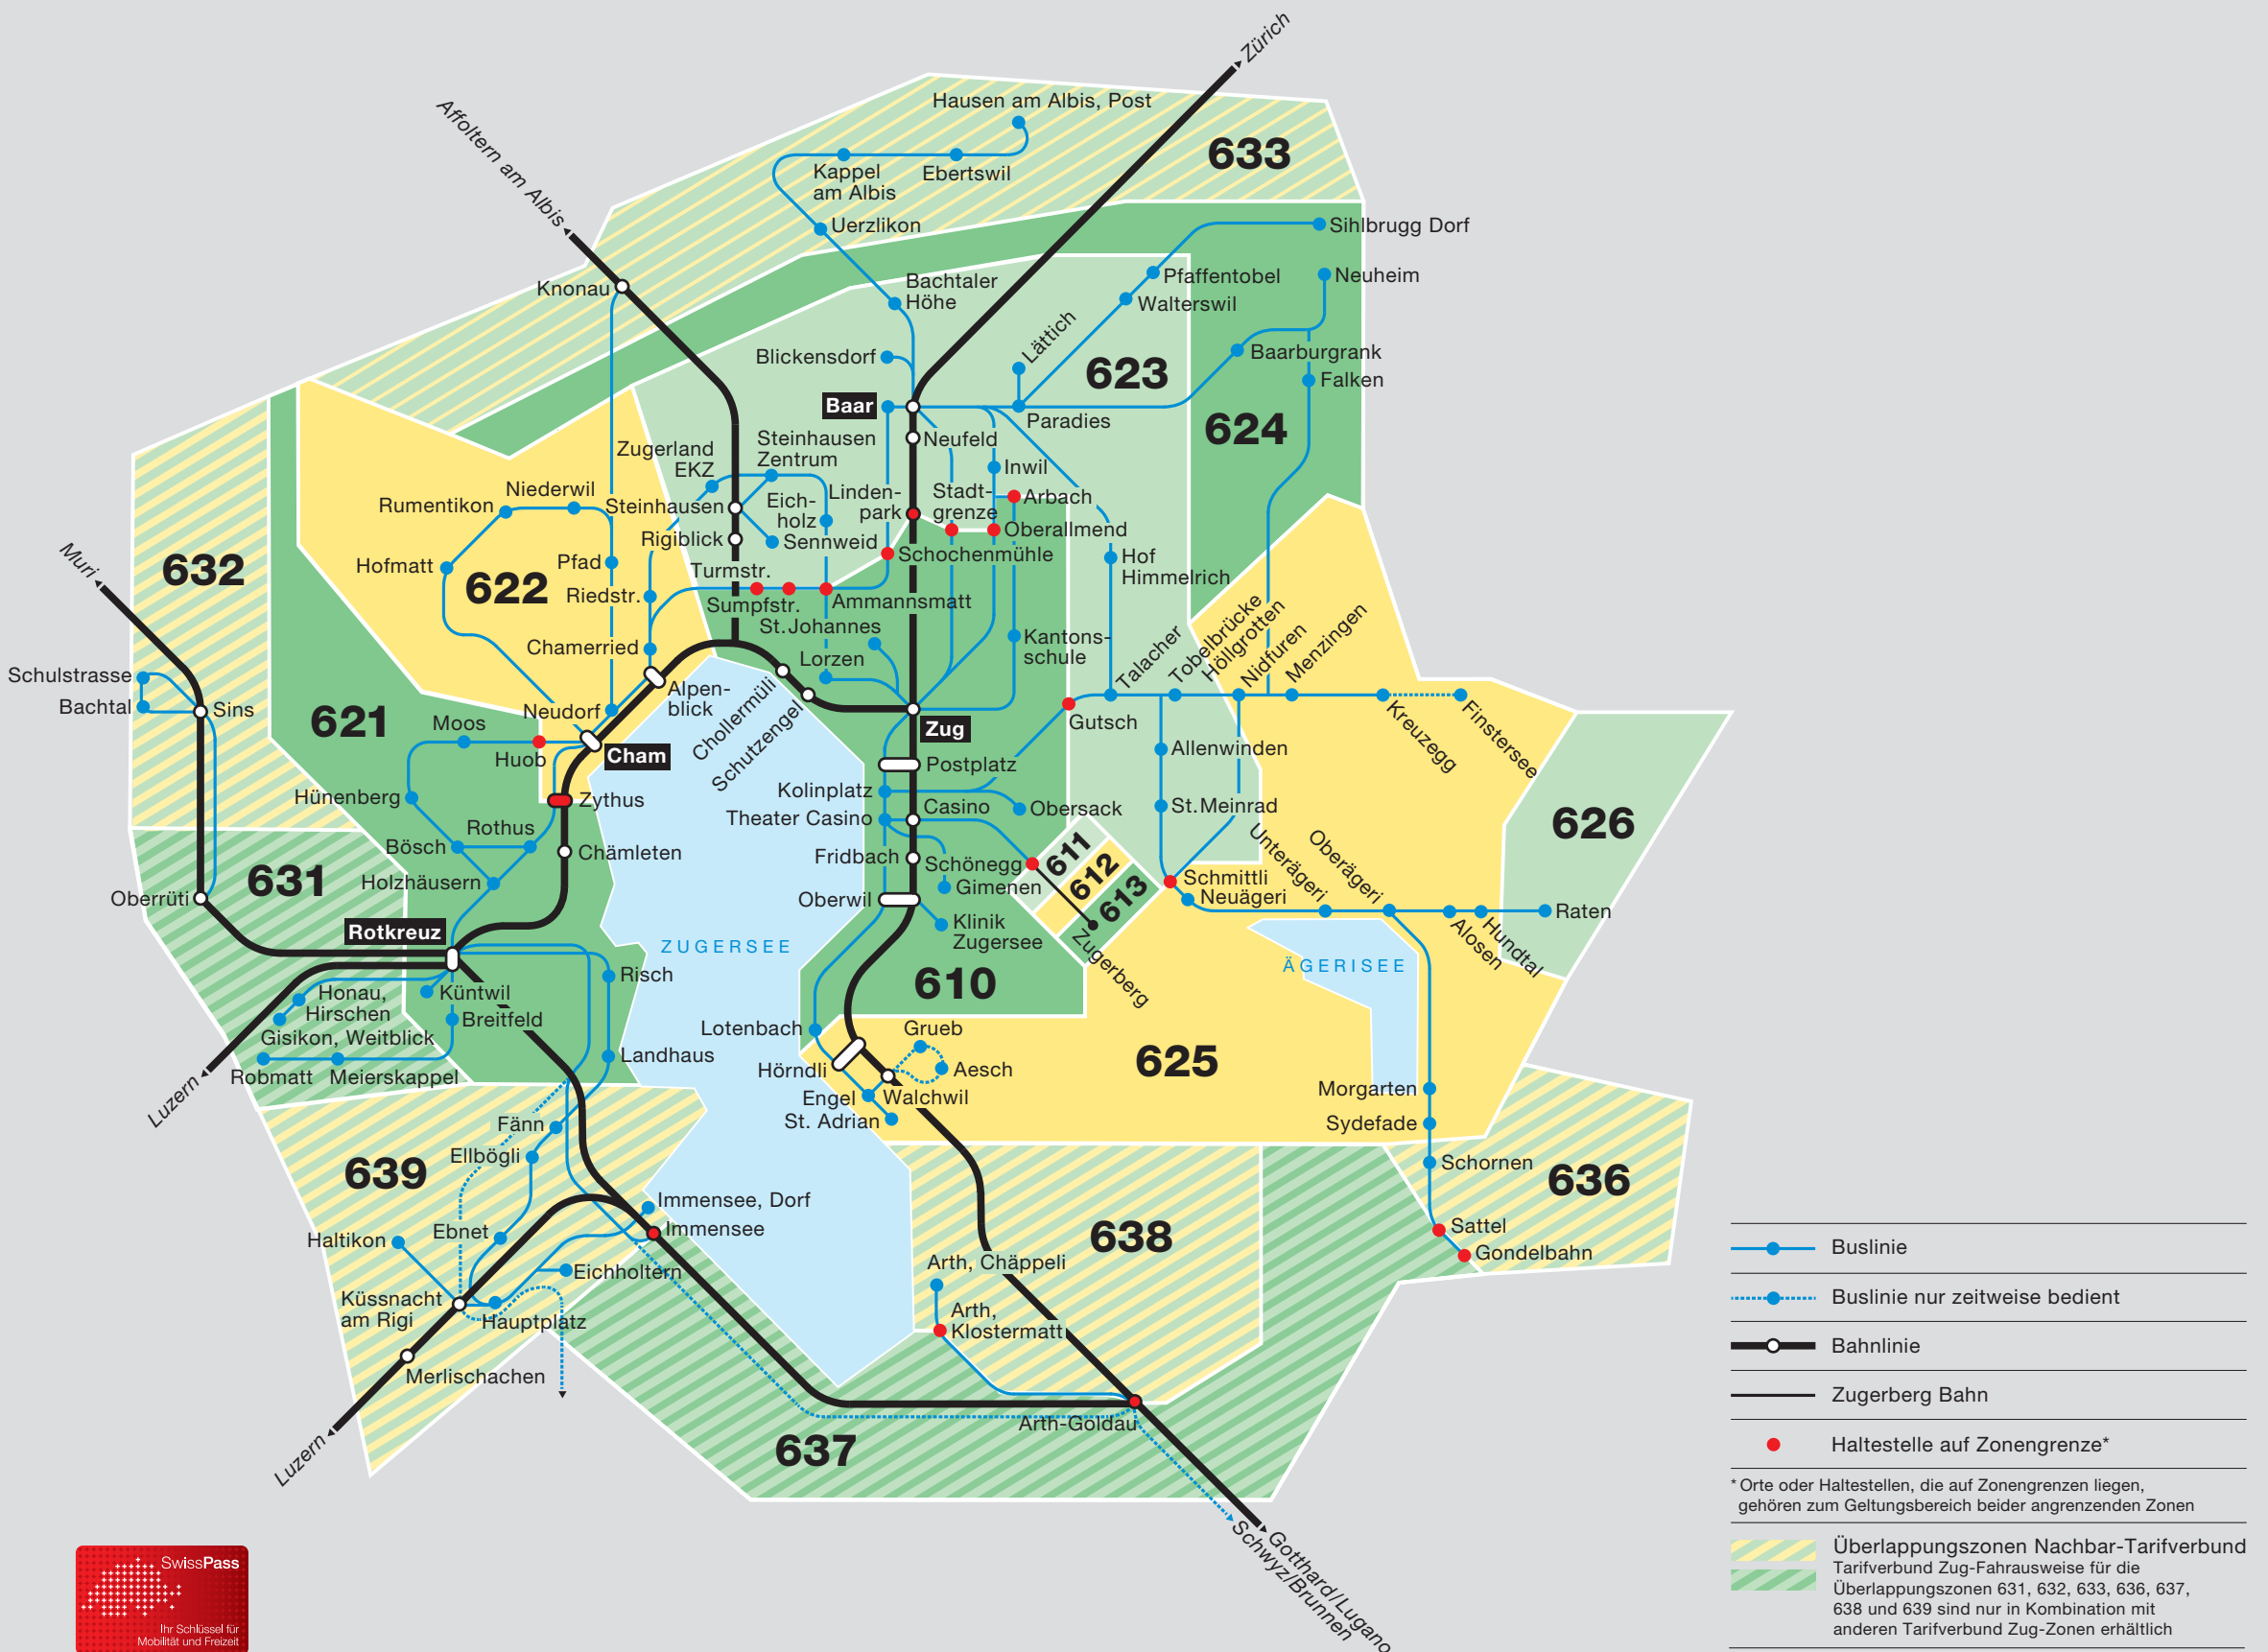 Zürich
Affoltern am Albis
Hausen am Albis, Post
633
Kappel
am Albis
Ebertswil
Uerzlikon
Sihlbrugg Dorf
Knonau
Bachtaler
Höhe
Pfaffentobel
Neuheim
Walterswil
Lättich
Blickensdorf
623
Baarburgrank
Falken
Baar
Paradies
624
Neufeld
Zugerland
EKZ
Steinhausen
Zentrum
Inwil
Niederwil
Rumentikon
Steinhausen
Eich-
holz
Linden-
park
Stadt-
grenze
Arbach
Oberallmend
Rigiblick
Sennweid
Schochenmühle
Hof
Himmelrich
Muri
632
Hofmatt
622
Pfad
Riedstr.
Turmstr.
Sumpfstr.
Ammannsmatt
St.Johannes
Kantons-
schule
Chamerried
Lorzen
Talacher
Tobelbrücke
Höllgrotten
Nidfuren
Menzingen
Schulstrasse
Bachtal
Sins
621
Moos
Neudorf
Alpen-
blick
Chollermüli
Schutzengel
Zug
Gutsch
Kreuzegg
Finstersee
Huob
Cham
Allenwinden
Postplatz
Hünenberg
Zythus
Kolinplatz
Casino
Obersack
St.Meinrad
Theater Casino
626
Rothus
Bösch
Chämleten
Fridbach
Schönegg
611
612
613
Unterägeri
Oberägeri
631
Holzhäusern
Gimenen
Schmittli
Neuägeri
Oberrüti
Oberwil
Raten
Rotkreuz
Klinik
Zugersee
Zugerberg
Alosen
Hundtal
ZUGERSEE
ÄGERISEE
Risch
610
Honau,
Hirschen
Küntwil
Breitfeld
Gisikon, Weitblick
Lotenbach
Grueb
Landhaus
625
Robmatt
Meierskappel
Hörndli
Aesch
Luzern
Engel
Walchwil
Morgarten
St. Adrian
Sydefade
Fänn
Ellbögli
639
Schornen
636
Immensee, Dorf
Immensee
638
Sattel
Gondelbahn
Haltikon
Ebnet
Eichholtern
Arth, Chäppeli
Küssnacht
am Rigi
Hauptplatz
Arth,
Klostermatt
Merlischachen
Arth-Goldau
637
Luzern
Gotthard/Lugano
Schwyz/Brunnen
Buslinie
Buslinie nur zeitweise bedient
Bahnlinie
Zugerberg Bahn
Haltestelle auf Zonengrenze*
* Orte oder Haltestellen, die auf Zonengrenzen liegen,
gehören zum Geltungsbereich beider angrenzenden Zonen
Überlappungszonen Nachbar-Tarifverbund
Tarifverbund Zug-Fahrausweise für die
Überlappungszonen 631, 632, 633, 636, 637,
638 und 639 sind nur in Kombination mit
anderen Tarifverbund Zug-Zonen erhältlich
SwissPass
Ihr Schlüssel für
Mobilität und Freizeit